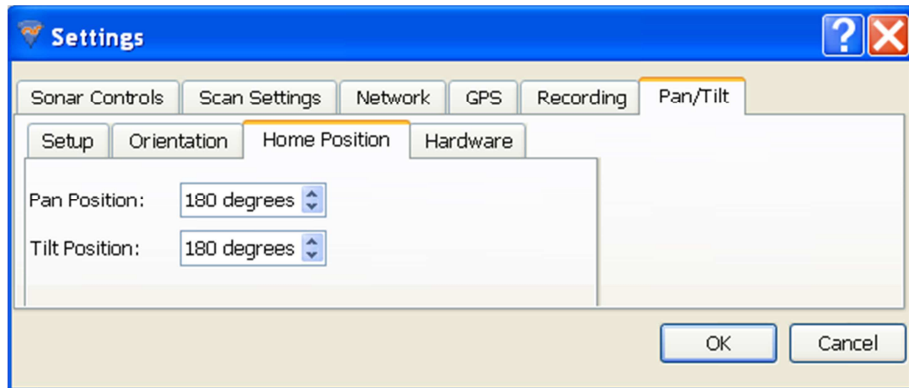 Settings
Sonar Controls Scan Settings Network GPS Recording Pan/Tilt
Setup Orientation Home Position Hardware
Pan Position: 180 degrees
Tilt Position: 180 degrees
OK Cancel